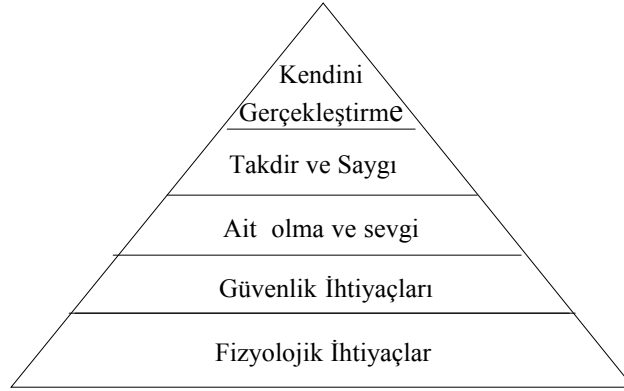 Kendini
Gerçekleştirme
Takdir ve Saygı
Ait olma ve sevgi
Güvenlik İhtiyaçları
Fizyolojik İhtiyaçlar